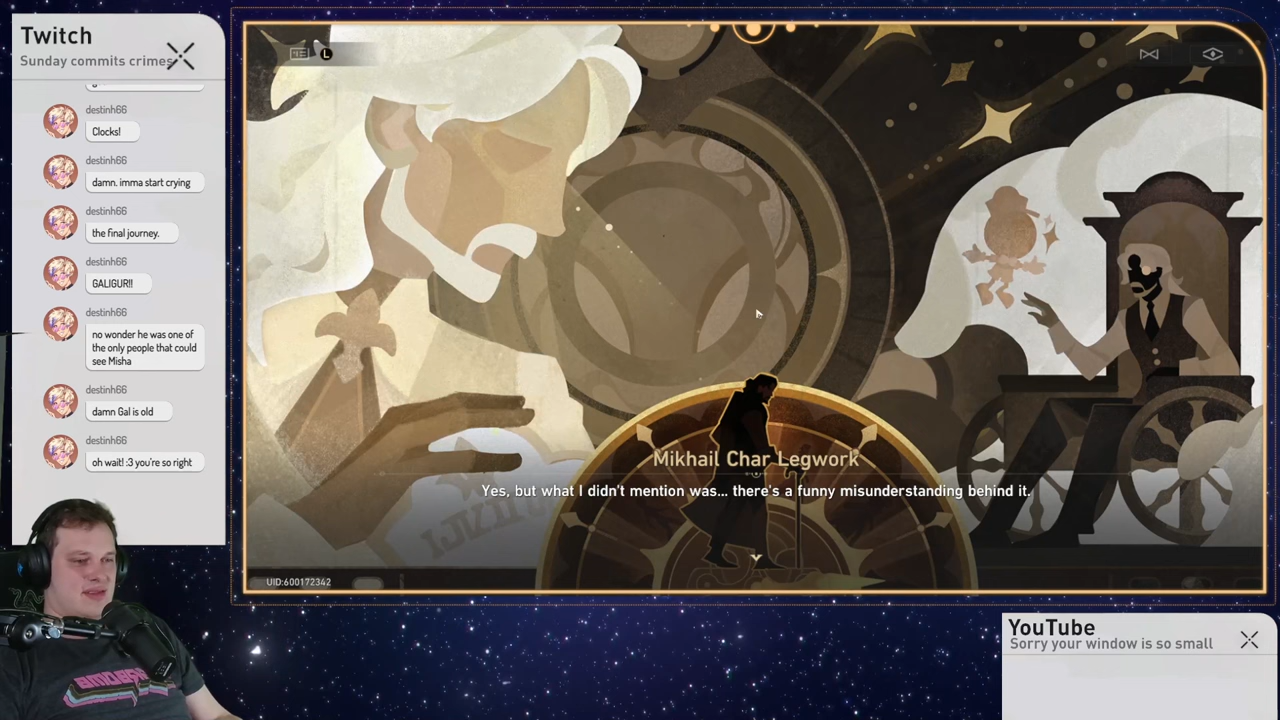 Twitch
Sunday commits crimes
destinh66
Clocks!
destinh66
damn. imma start crying
destinh66
the final journey.
destinh66
GALIGUR!!
destinh66
no wonder he was one of
the only people that could
see Misha
destinh66
damn Gal is old
destinh66
oh wait! :3 you're so right
L
Mikhail Char Legwork
Yes, but what I didn't mention was... there's a funny misunderstanding behind it.
UID:600172342
YouTube
Sorry your window is so small